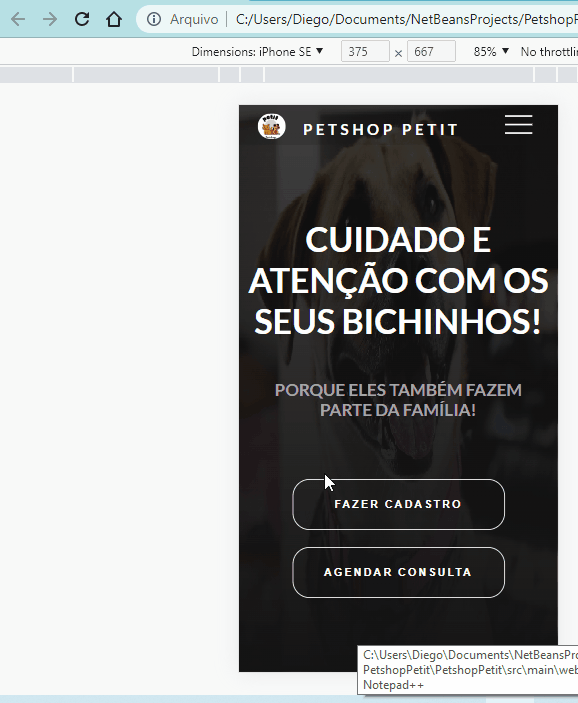 Arquivo | C:/Users/Diego/Documents/NetBeansProjects/PetshopP
Dimensions: iPhone SE ▼ 375 × 667 85% ▼ No throttlin
Petit
PETSHOP PETIT
CUIDADO E
ATENÇÃO COM OS
SEUS BICHINHOS!
PORQUE ELES TAMBÉM FAZEM
PARTE DA FAMÍLIA!
FAZER CADASTRO
AGENDAR CONSULTA
C:\Users\Diego\Documents\NetBeansProj
PetshopPetit\PetshopPetit\src\main\web
Notepad++